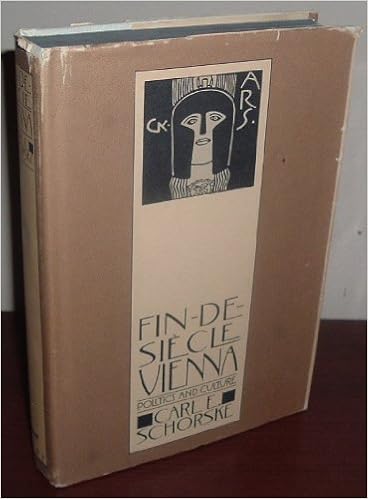 ARS.
GK-
FIN-DE-
SIÈCLE
VIENNA
POLITICS AND CULTURE
CARL E.
SCHORSKE